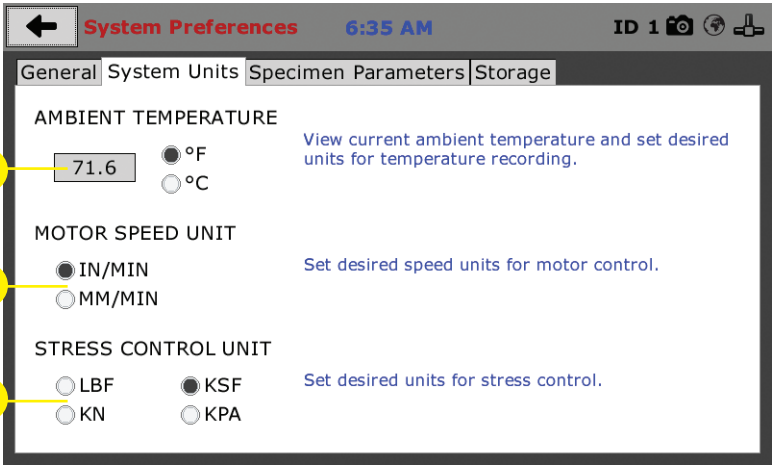 System Preferences 6:35 AM ID 1
General System Units Specimen Parameters Storage
AMBIENT TEMPERATURE
View current ambient temperature and set desired
units for temperature recording.
71.6 °F
°C
MOTOR SPEED UNIT
IN/MIN
Set desired speed units for motor control.
MM/MIN
STRESS CONTROL UNIT
LBF KSF
Set desired units for stress control.
KN KPA